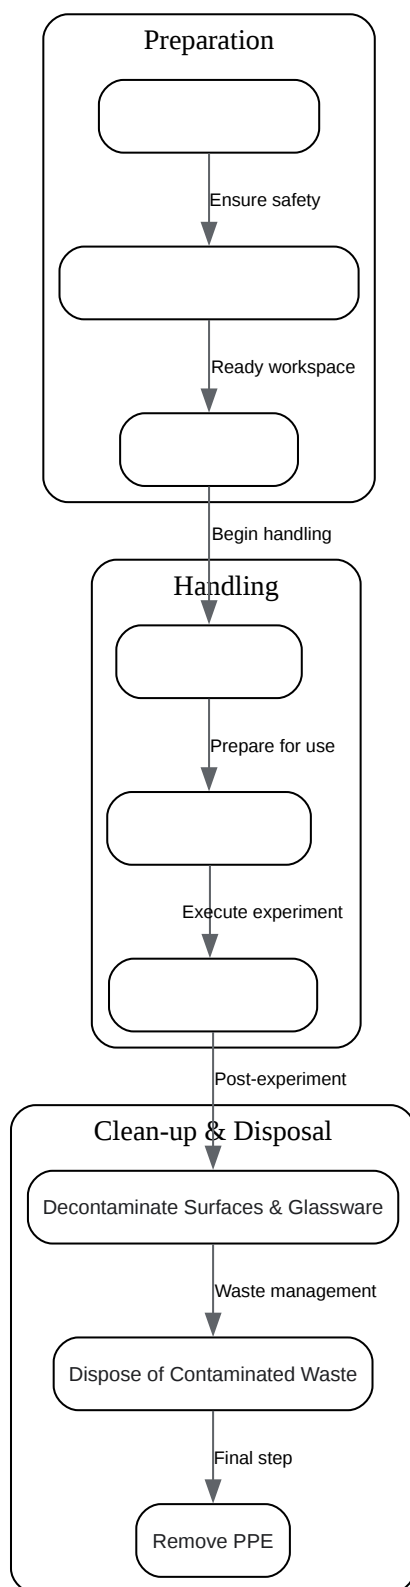 Preparation
Ensure safety
Ready workspace
Begin handling
Handling
Prepare for use
Execute experiment
Post-experiment
Clean-up & Disposal
Decontaminate Surfaces & Glassware
Waste management
Dispose of Contaminated Waste
Final step
Remove PPE